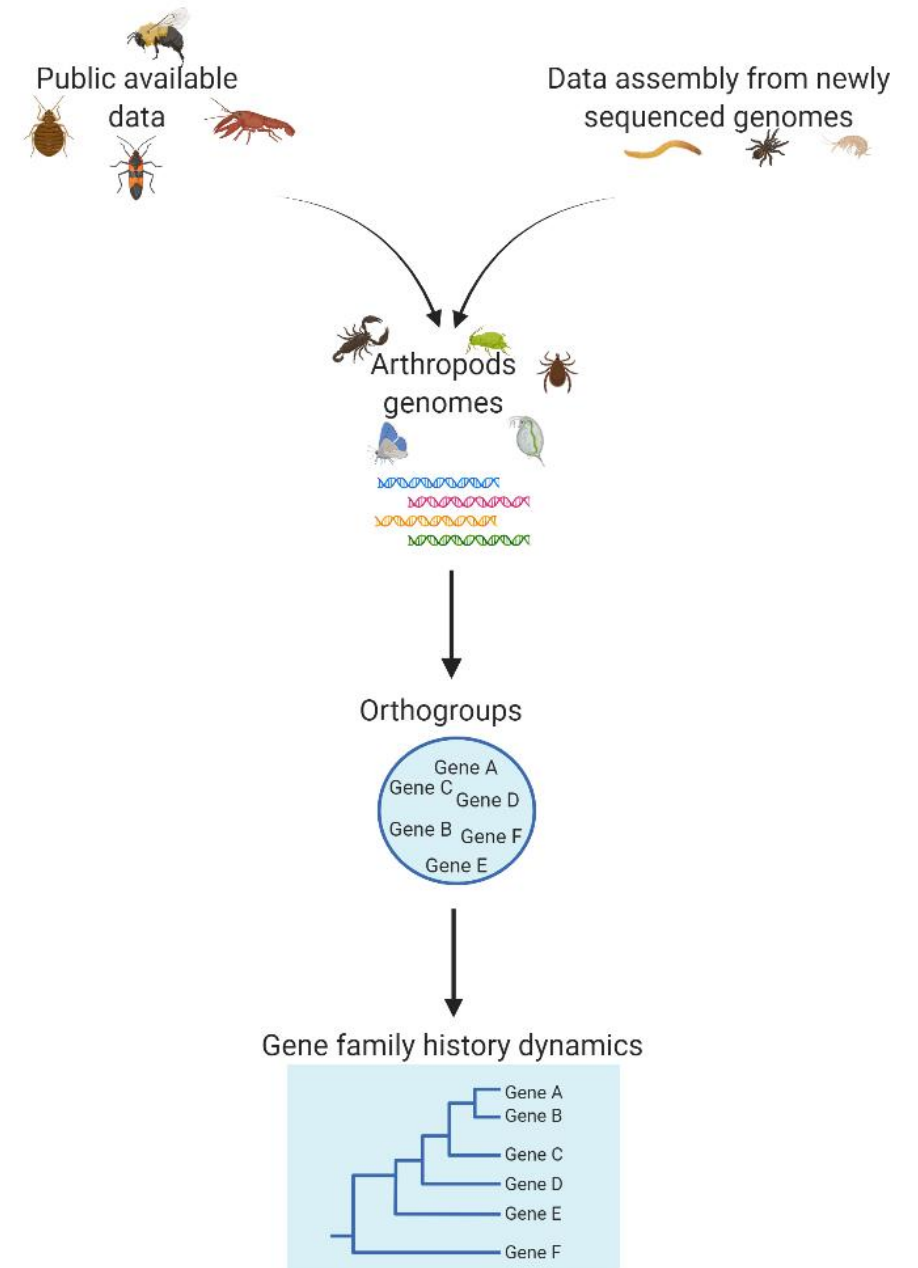 Public available
data
Data assembly from newly
sequenced genomes
Arthropods
genomes
Orthogroups
Gene A
Gene C
Gene D
Gene B
Gene F
Gene E
Gene family history dynamics
Gene A
Gene B
Gene C
Gene D
Gene E
Gene F